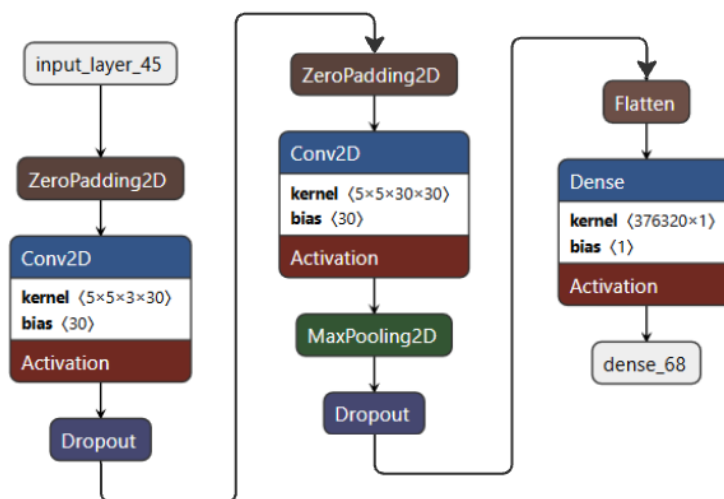 input_layer_45
ZeroPadding2D
Conv2D
kernel ⟨5×5×3×30⟩
bias ⟨30⟩
Activation
Dropout
ZeroPadding2D
Conv2D
kernel ⟨5×5×30×30⟩
bias ⟨30⟩
Activation
MaxPooling2D
Dropout
Flatten
Dense
kernel ⟨376320×1⟩
bias ⟨1⟩
Activation
dense_68